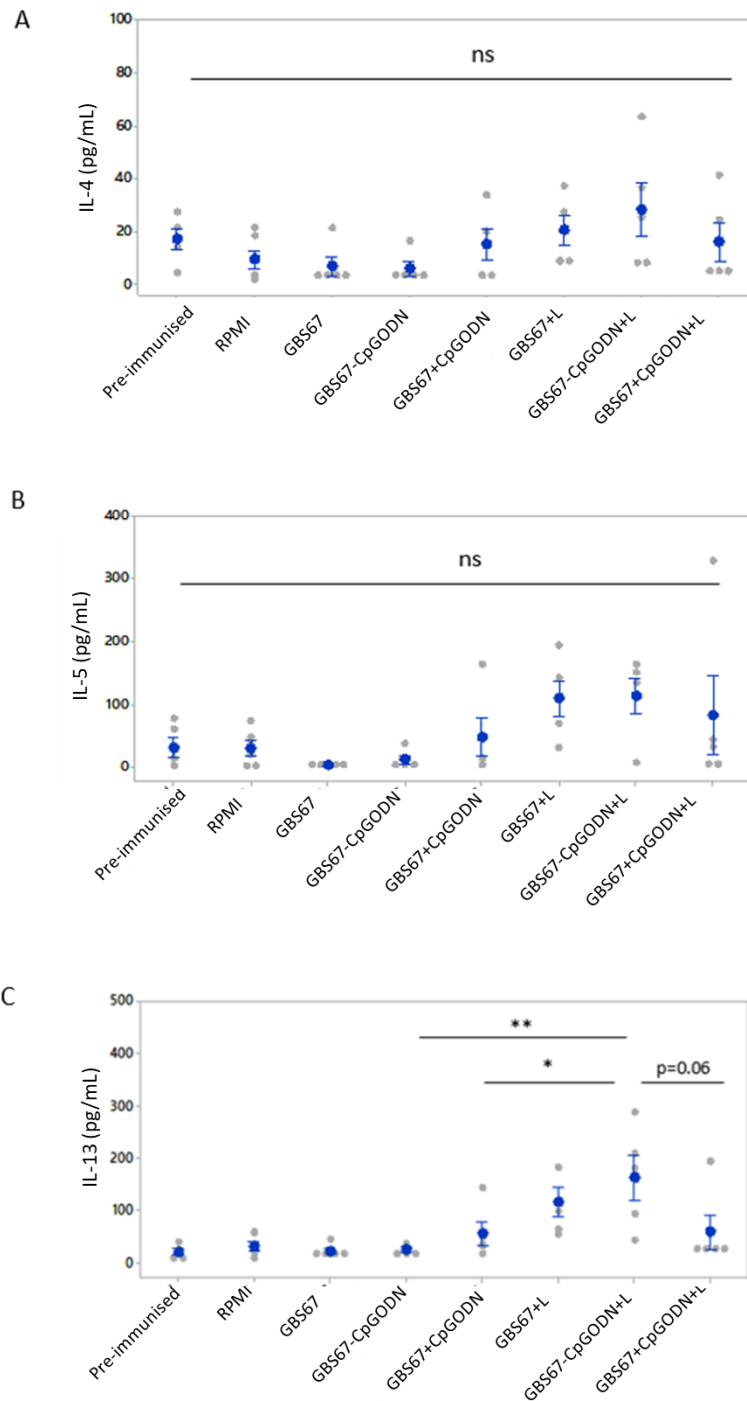 A
100
80
60
40
20
0
IL-4 (pg/mL)
ns
Pre-immunised
RPMI
GBS67
GBS67-CpGODN
GBS67+CpGODN
GBS67+L
GBS67-CpGODN+L
GBS67+CpGODN+L
B
400
300
200
100
0
IL-5 (pg/mL)
ns
Pre-immunised
RPMI
GBS67
GBS67-CpGODN
GBS67+CpGODN
GBS67+L
GBS67-CpGODN+L
GBS67+CpGODN+L
C
500
400
300
200
100
0
IL-13 (pg/mL)
**
*
p=0.06
Pre-immunised
RPMI
GBS67
GBS67-CpGODN
GBS67+CpGODN
GBS67+L
GBS67-CpGODN+L
GBS67+CpGODN+L